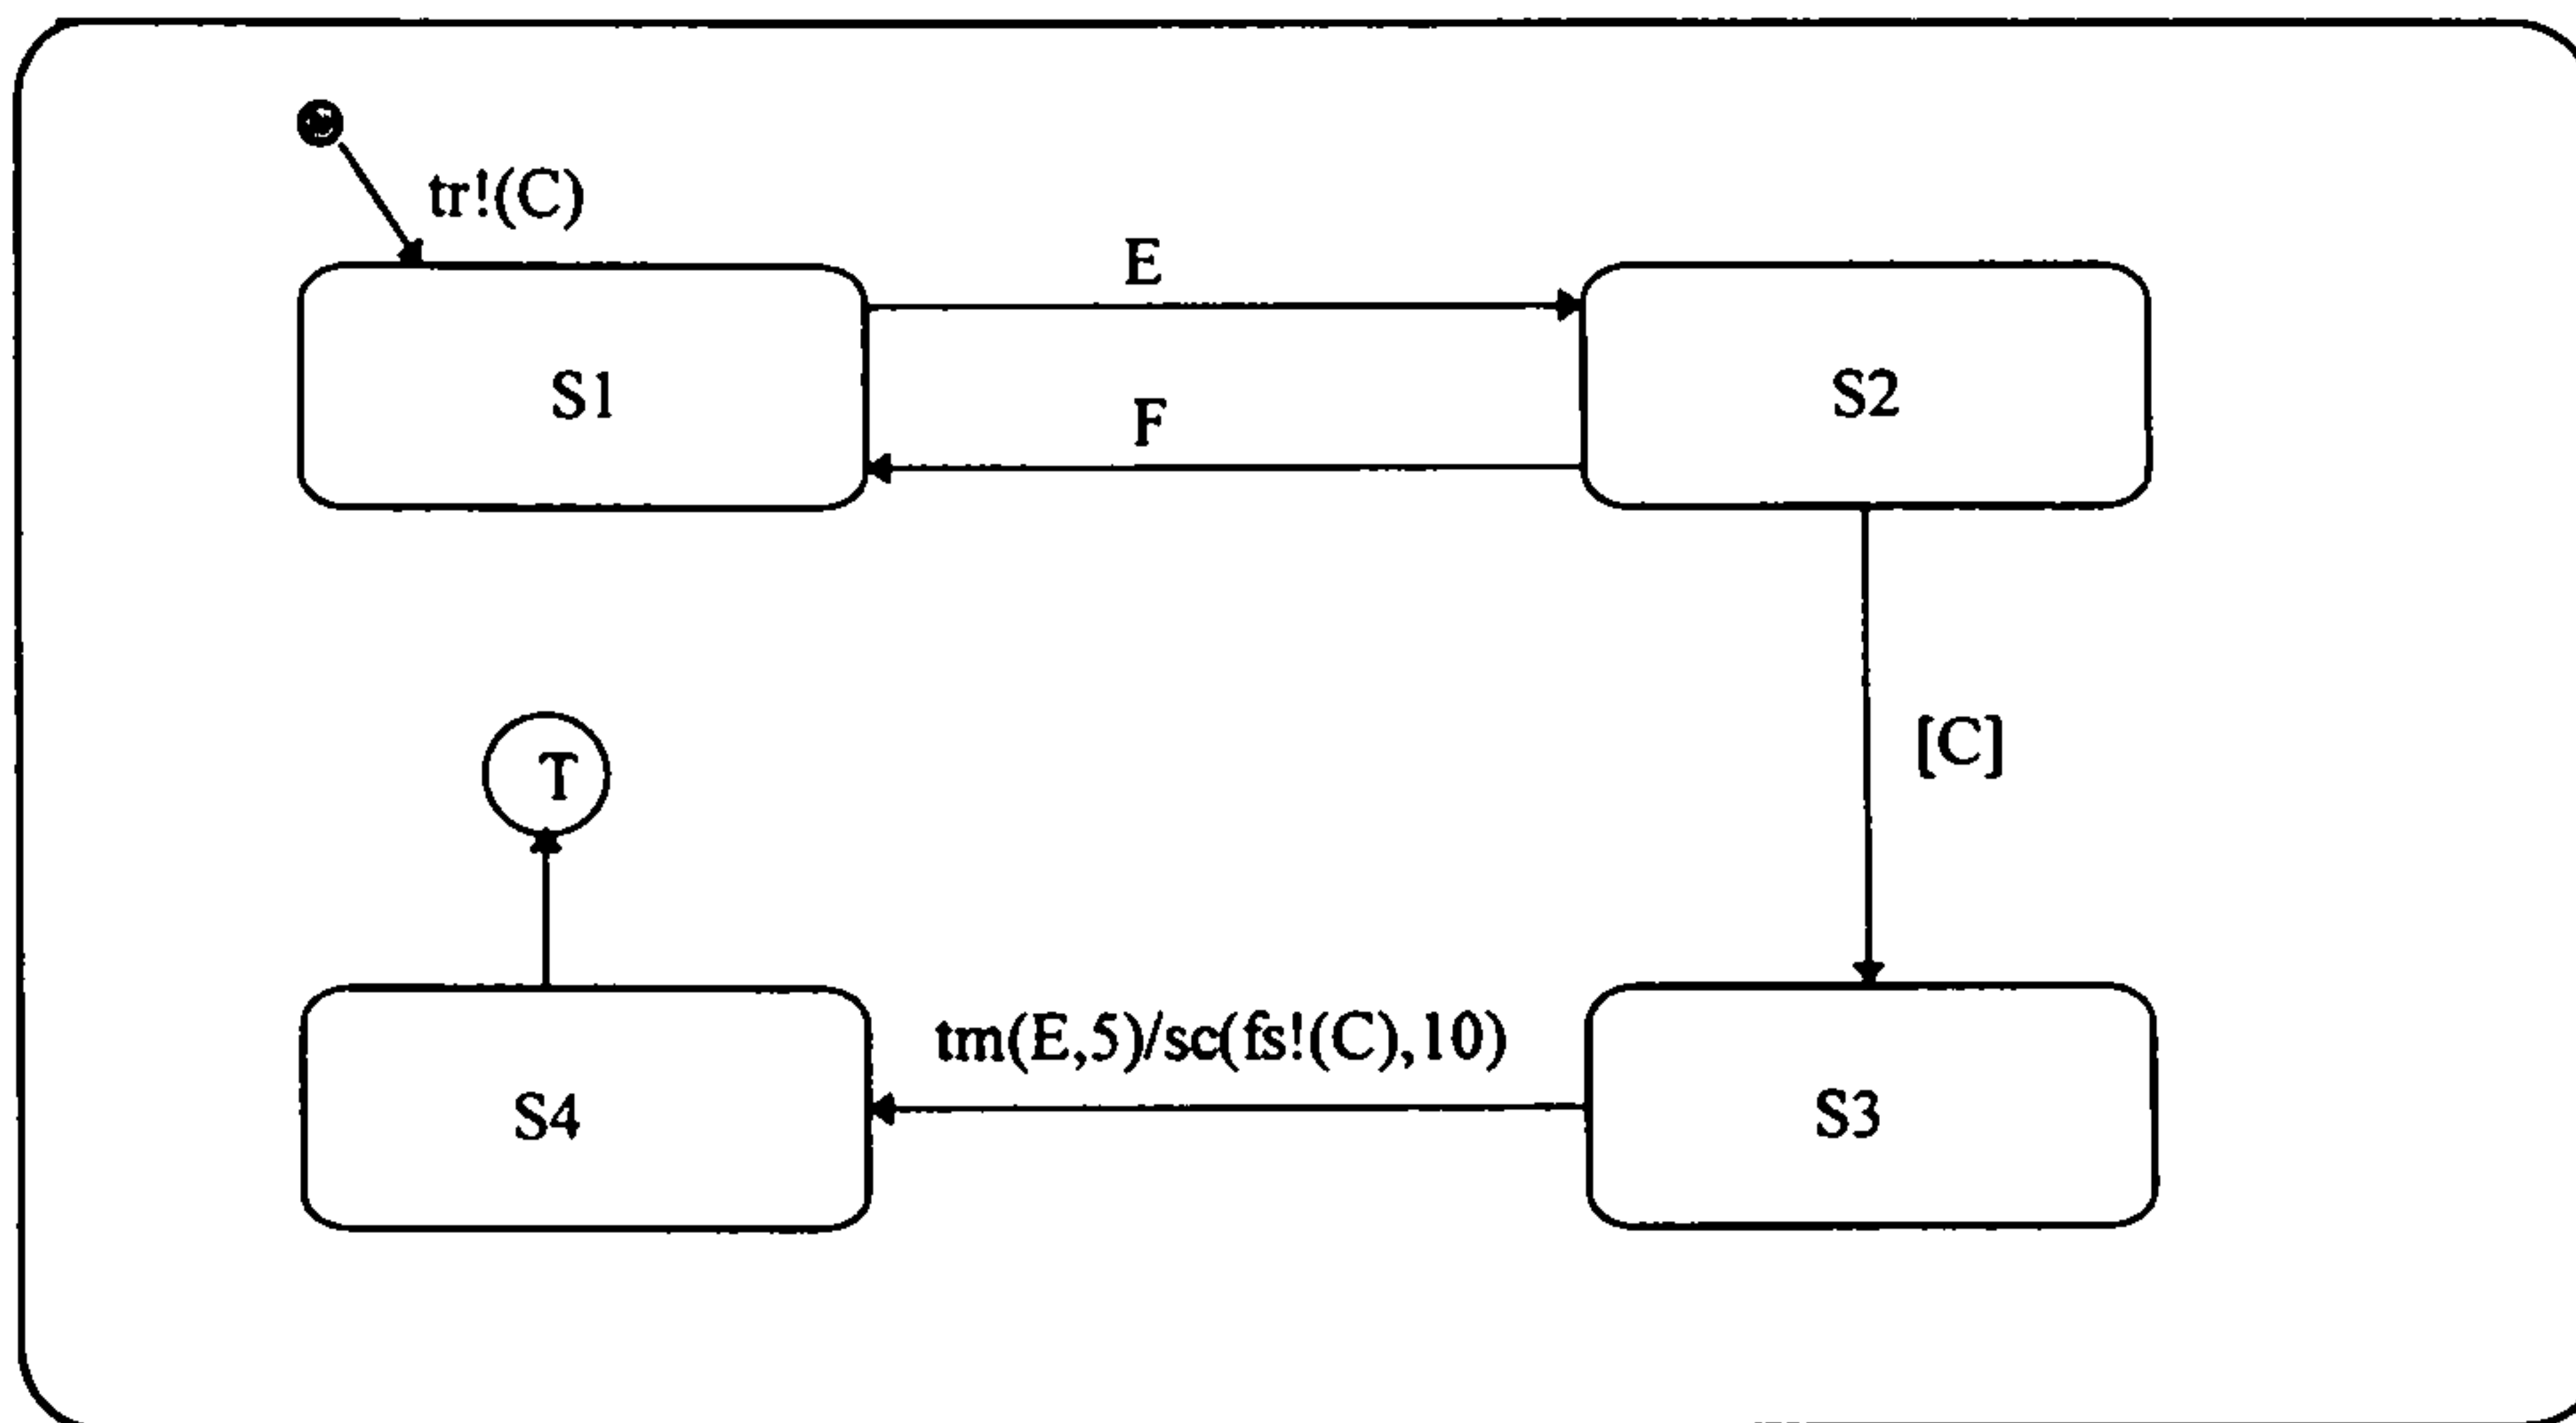 tr!(C)
E
S1
S2
F
[C]
T
tm(E,5)/sc(fs!(C),10)
S4
S3